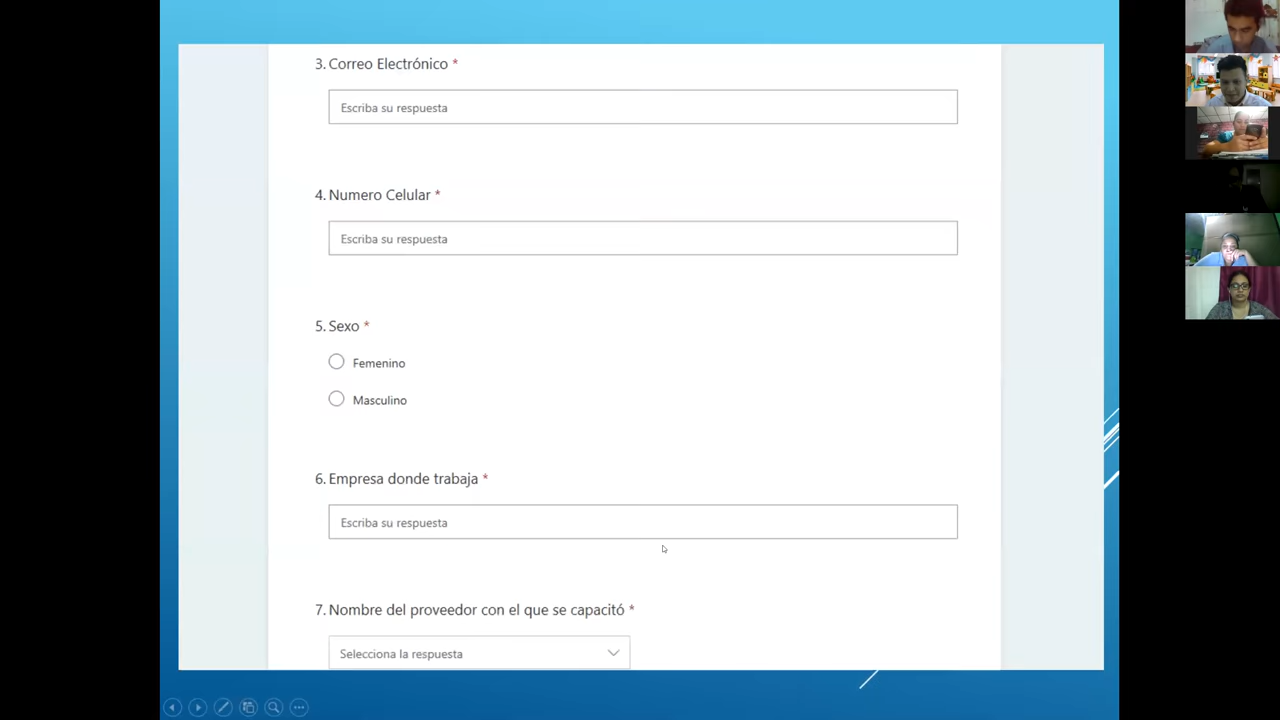 3. Correo Electrónico *
Escriba su respuesta
4. Numero Celular *
Escriba su respuesta
5. Sexo *
Femenino
Masculino
6. Empresa donde trabaja *
Escriba su respuesta
7. Nombre del proveedor con el que se capacitó *
Selecciona la respuesta